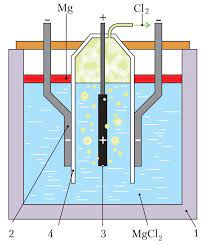 Mg Cl₂
– + –
– + –
2 4 3 MgCl₂ 1